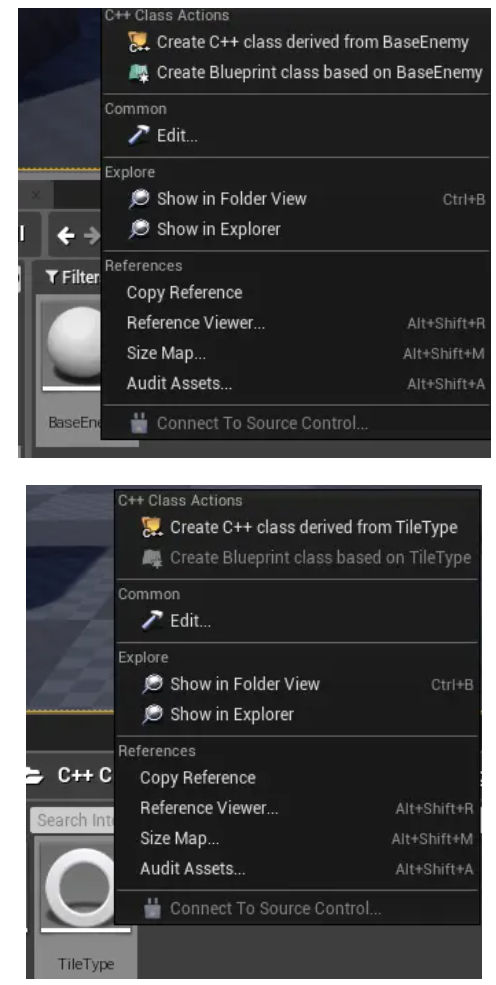 C++ Class Actions
Create C++ class derived from BaseEnemy
Create Blueprint class based on BaseEnemy
Common
Edit...
Explore
Show in Folder View Ctrl+B
Show in Explorer
References
Filter
Copy Reference
Reference Viewer... Alt+Shift+R
Size Map... Alt+Shift+M
Audit Assets... Alt+Shift+A
Connect To Source Control...
C++ Class Actions
Create C++ class derived from TileType
Create Blueprint class based on TileType
Common
Edit...
Explore
Show in Folder View Ctrl+B
Show in Explorer
References
C++ C
Copy Reference
Reference Viewer... Alt+Shift+R
Search
Size Map... Alt+Shift+M
Audit Assets... Alt+Shift+A
Connect To Source Control...
TileType